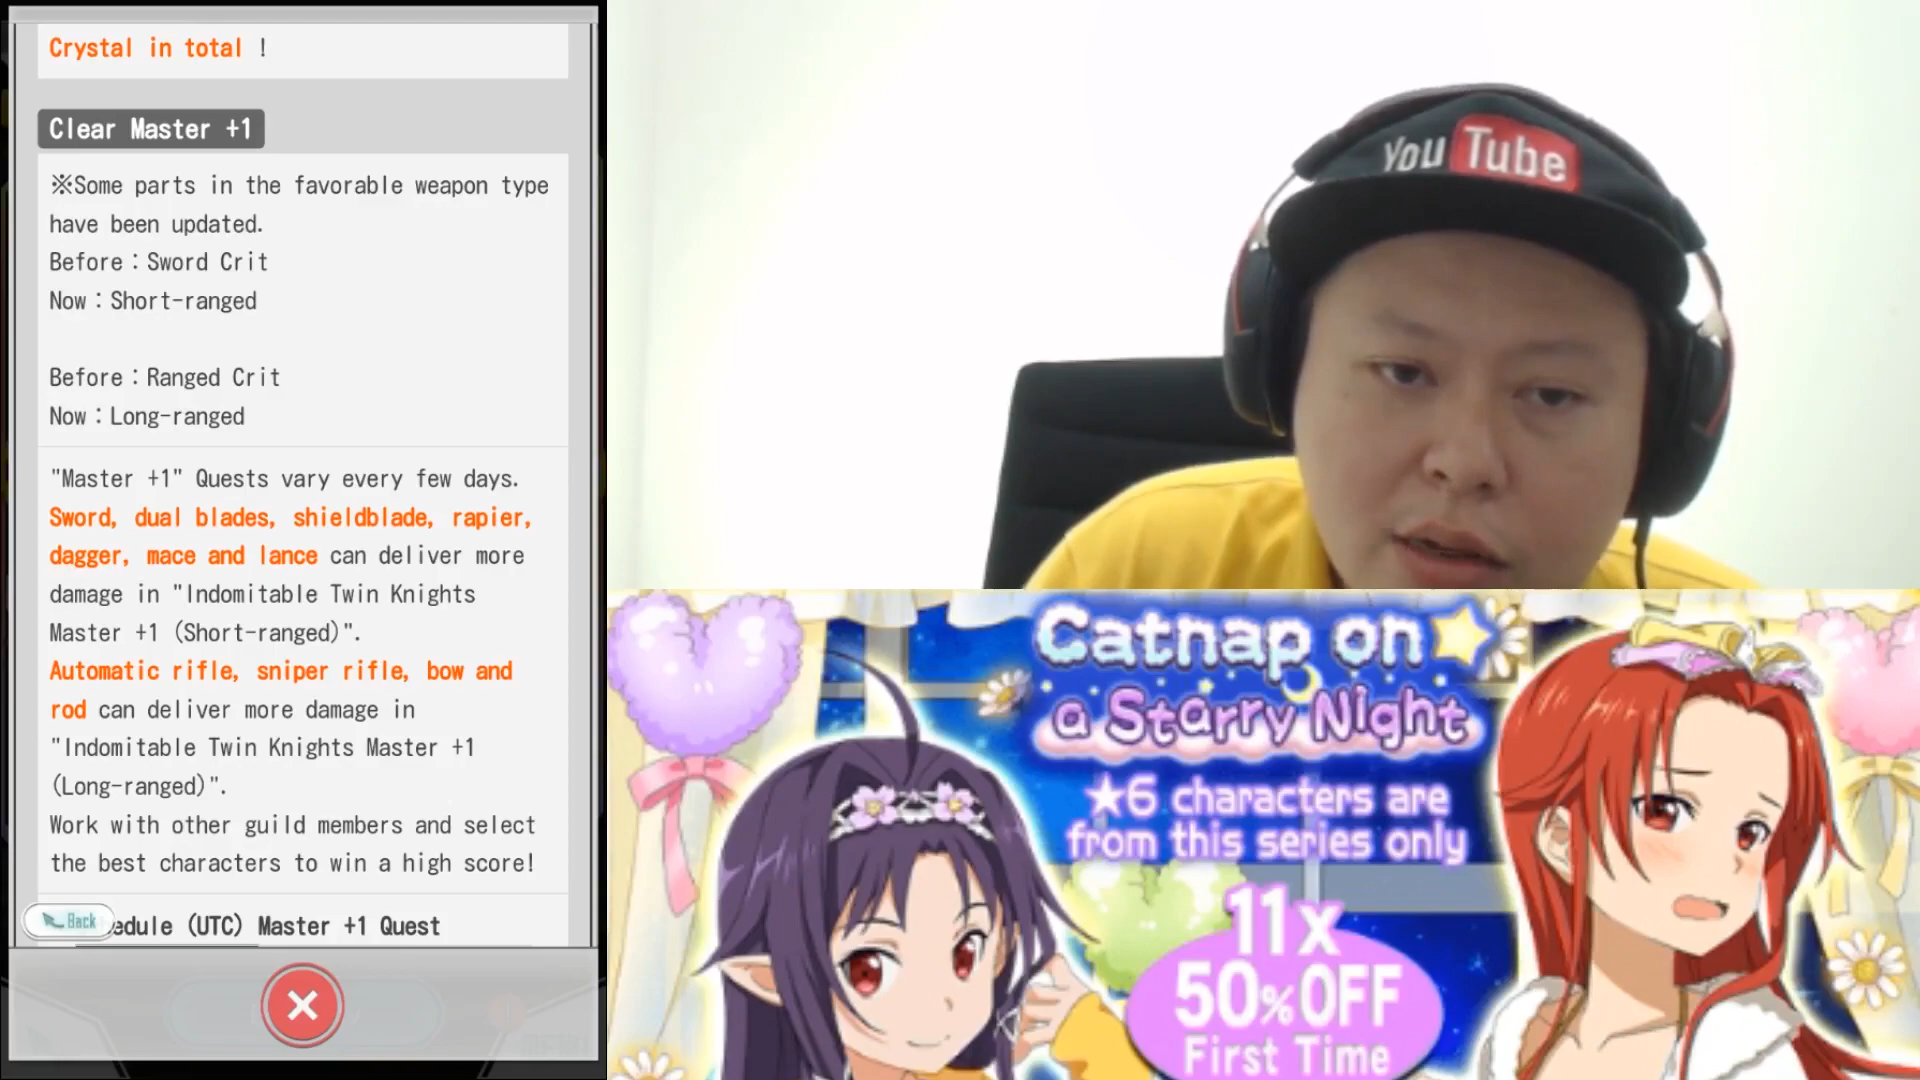 Crystal in total !
Clear Master +1
※Some parts in the favorable weapon type
have been updated.
Before：Sword Crit
Now：Short-ranged
Before：Ranged Crit
Now：Long-ranged
"Master +1" Quests vary every few days.
Sword, dual blades, shieldblade, rapier,
dagger, mace and lance can deliver more
damage in "Indomitable Twin Knights
Master +1 (Short-ranged)".
Automatic rifle, sniper rifle, bow and
rod can deliver more damage in
"Indomitable Twin Knights Master +1
(Long-ranged)".
Work with other guild members and select
the best characters to win a high score!
Back
edule (UTC) Master +1 Quest
You Tube
Catnap on
a Starry Night
★6 characters are
from this series only
11x
50%OFF
First Time